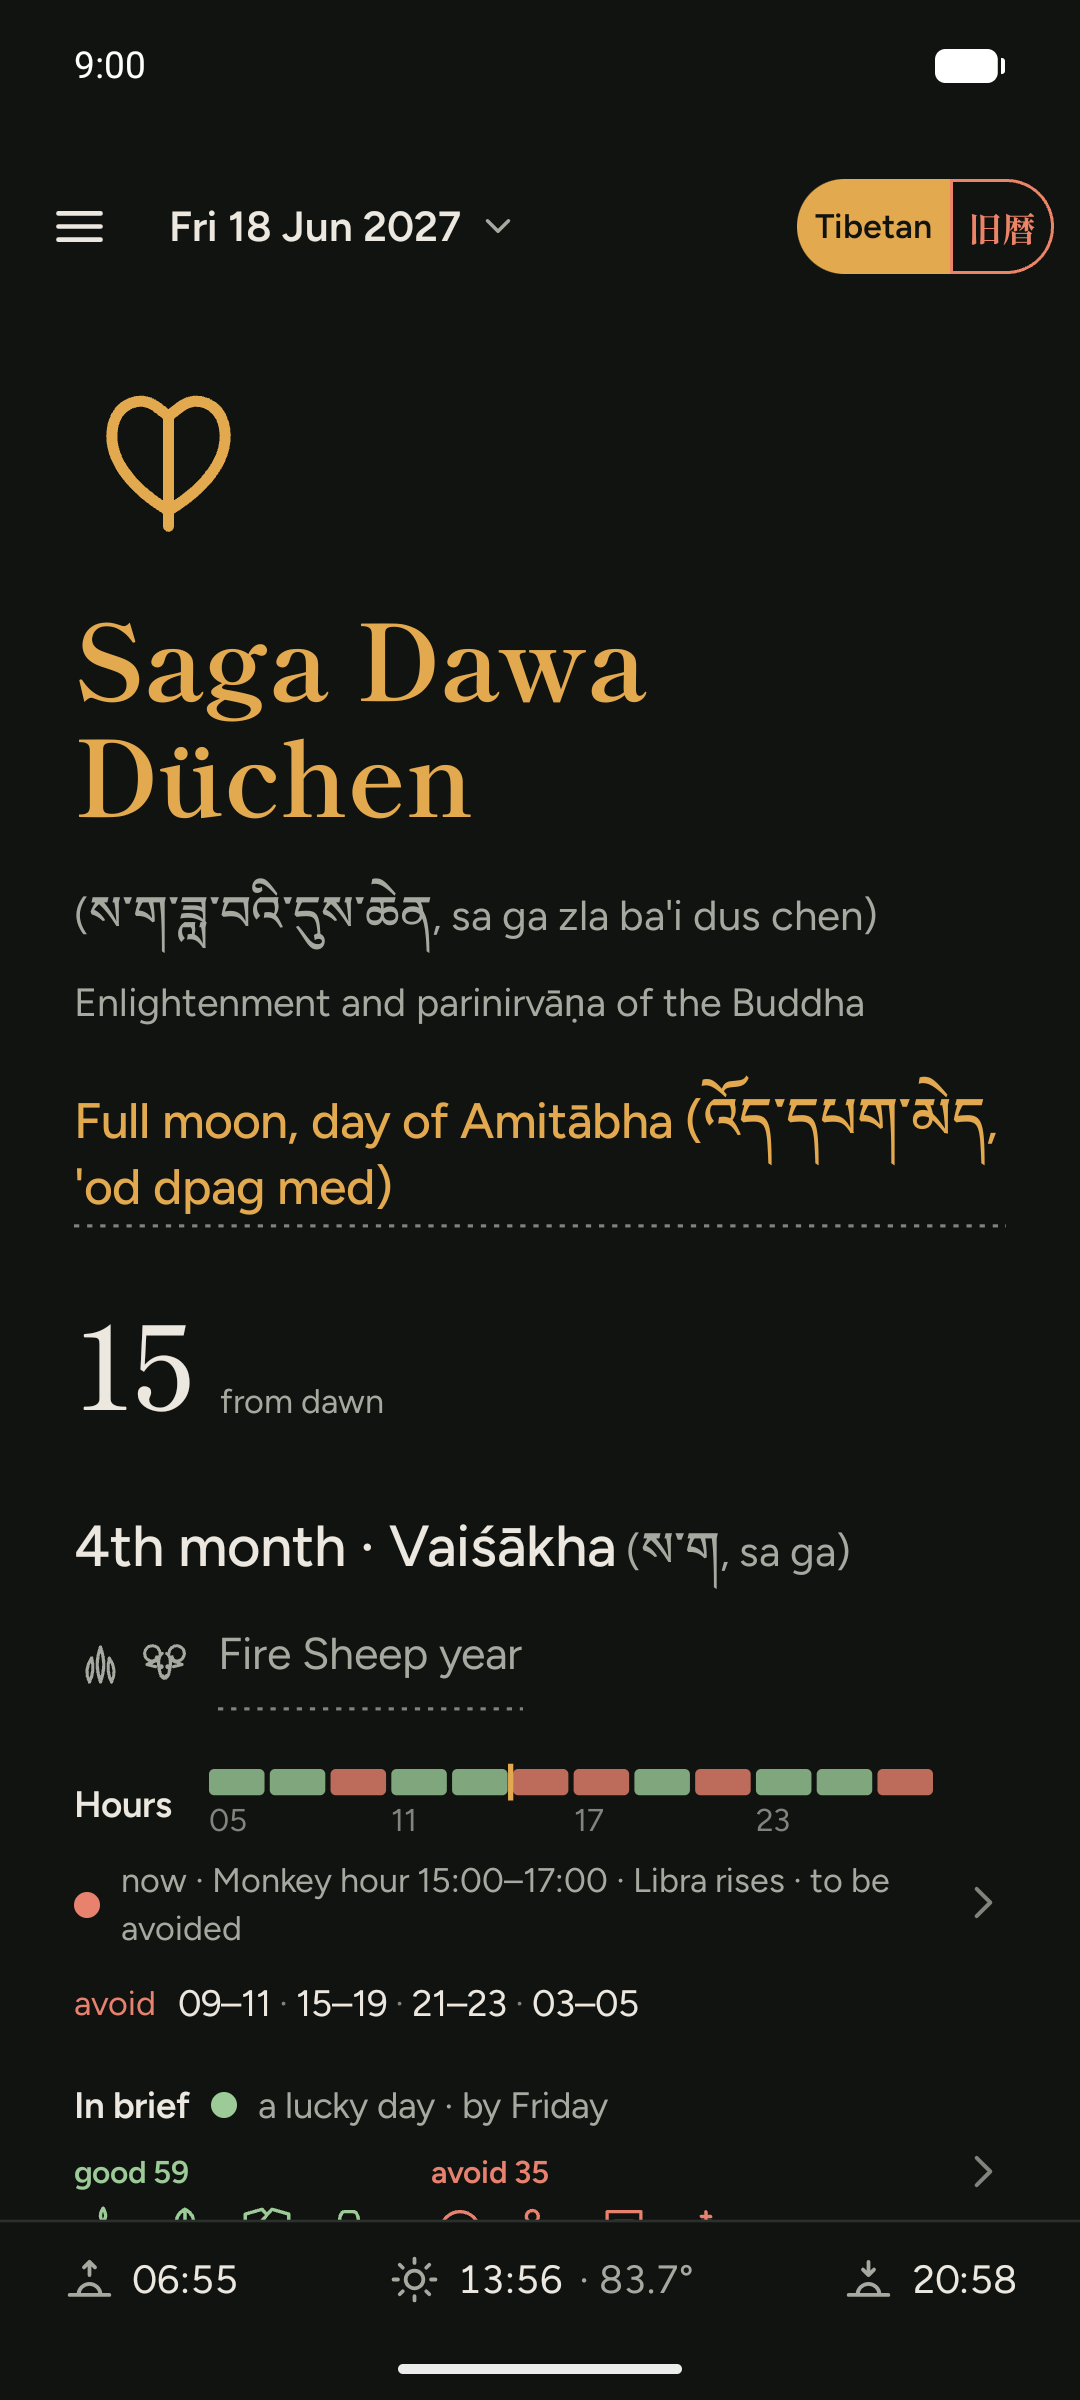 9:00
Fri 18 Jun 2027
Tibetan 旧暦
Saga Dawa
Düchen
(ས་ག་ཟླ་བའི་དུས་ཆེན, sa ga zla ba'i dus chen)
Enlightenment and parinirvāṇa of the Buddha
Full moon, day of Amitābha (འོད་དཔག་མེད,
'od dpag med)
15 from dawn
4th month · Vaiśākha (ས་ག, sa ga)
Fire Sheep year
Hours
05 11 17 23
now · Monkey hour 15:00–17:00 · Libra rises · to be
avoided
avoid 09–11 · 15–19 · 21–23 · 03–05
In brief a lucky day · by Friday
good 59 avoid 35
06:55 13:56 · 83.7° 20:58